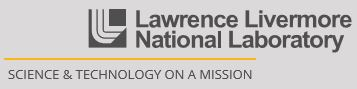 Lawrence Livermore
National Laboratory
SCIENCE & TECHNOLOGY ON A MISSION